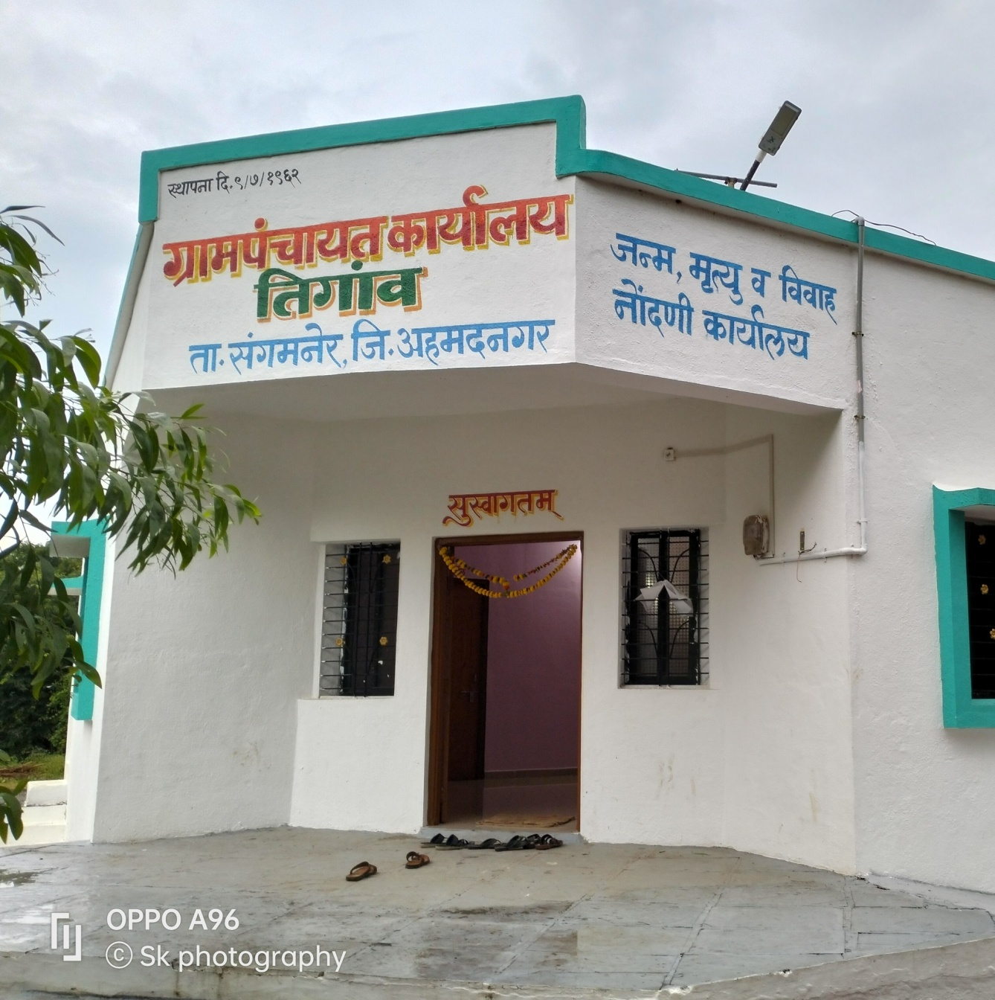 स्थापना दि. ९/७/१९६२
ग्रामपंचायत कार्यालय
तिगांव
ता. संगमनेर, जि. अहमदनगर
जन्म, मृत्यु व विवाह
नोंदणी कार्यालय
सुस्वागतम्
OPPO A96
© Sk photography